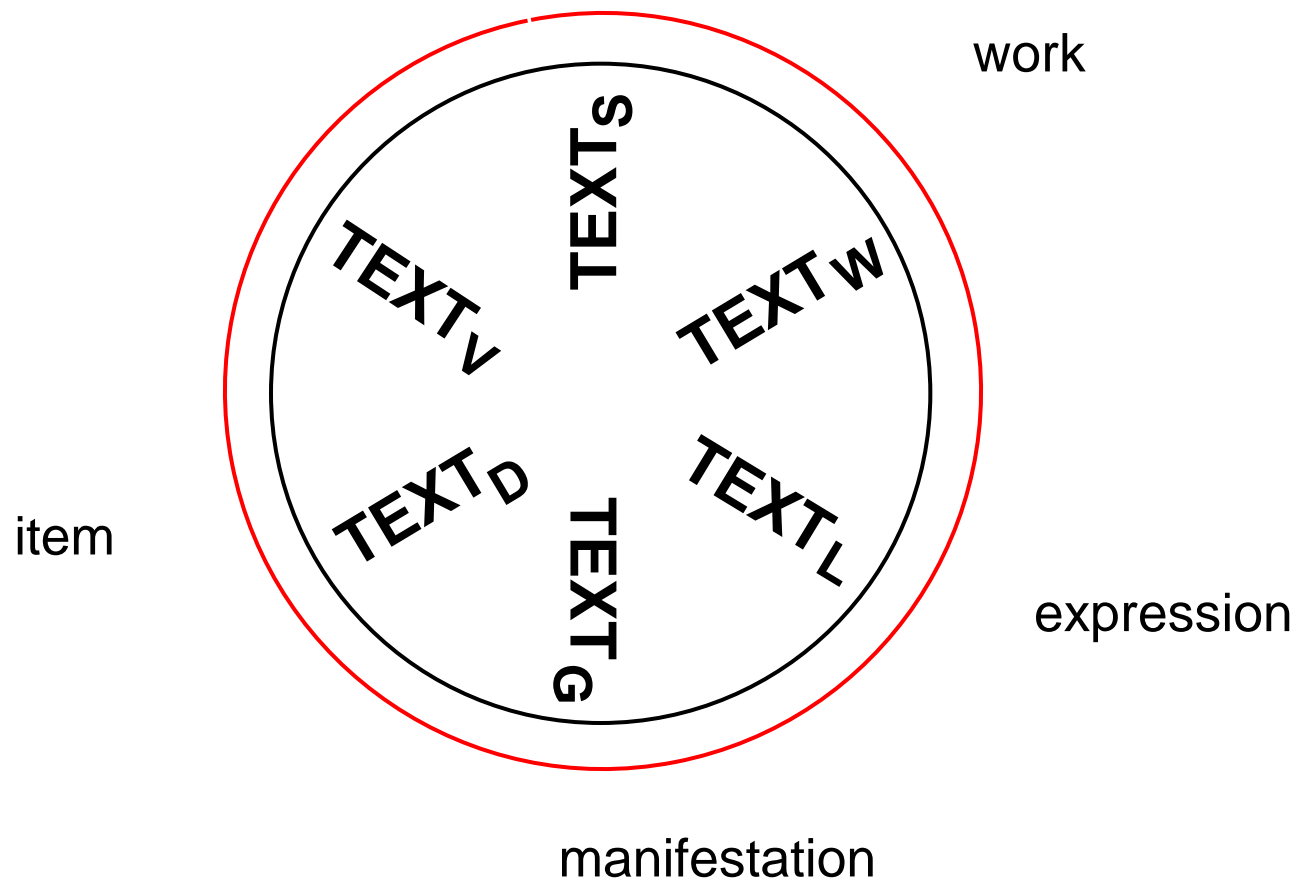 work
TEXTS
TEXTW
TEXTV
TEXTL
TEXTD
TEXTG
item
expression
manifestation